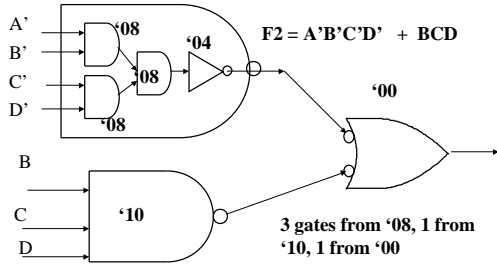 A’
‘08
‘04
F2 = A’B’C’D’ + BCD
B’
C’
‘08
D’
‘08
‘00
B
C
‘10
D
3 gates from ‘08, 1 from
‘10, 1 from ‘00